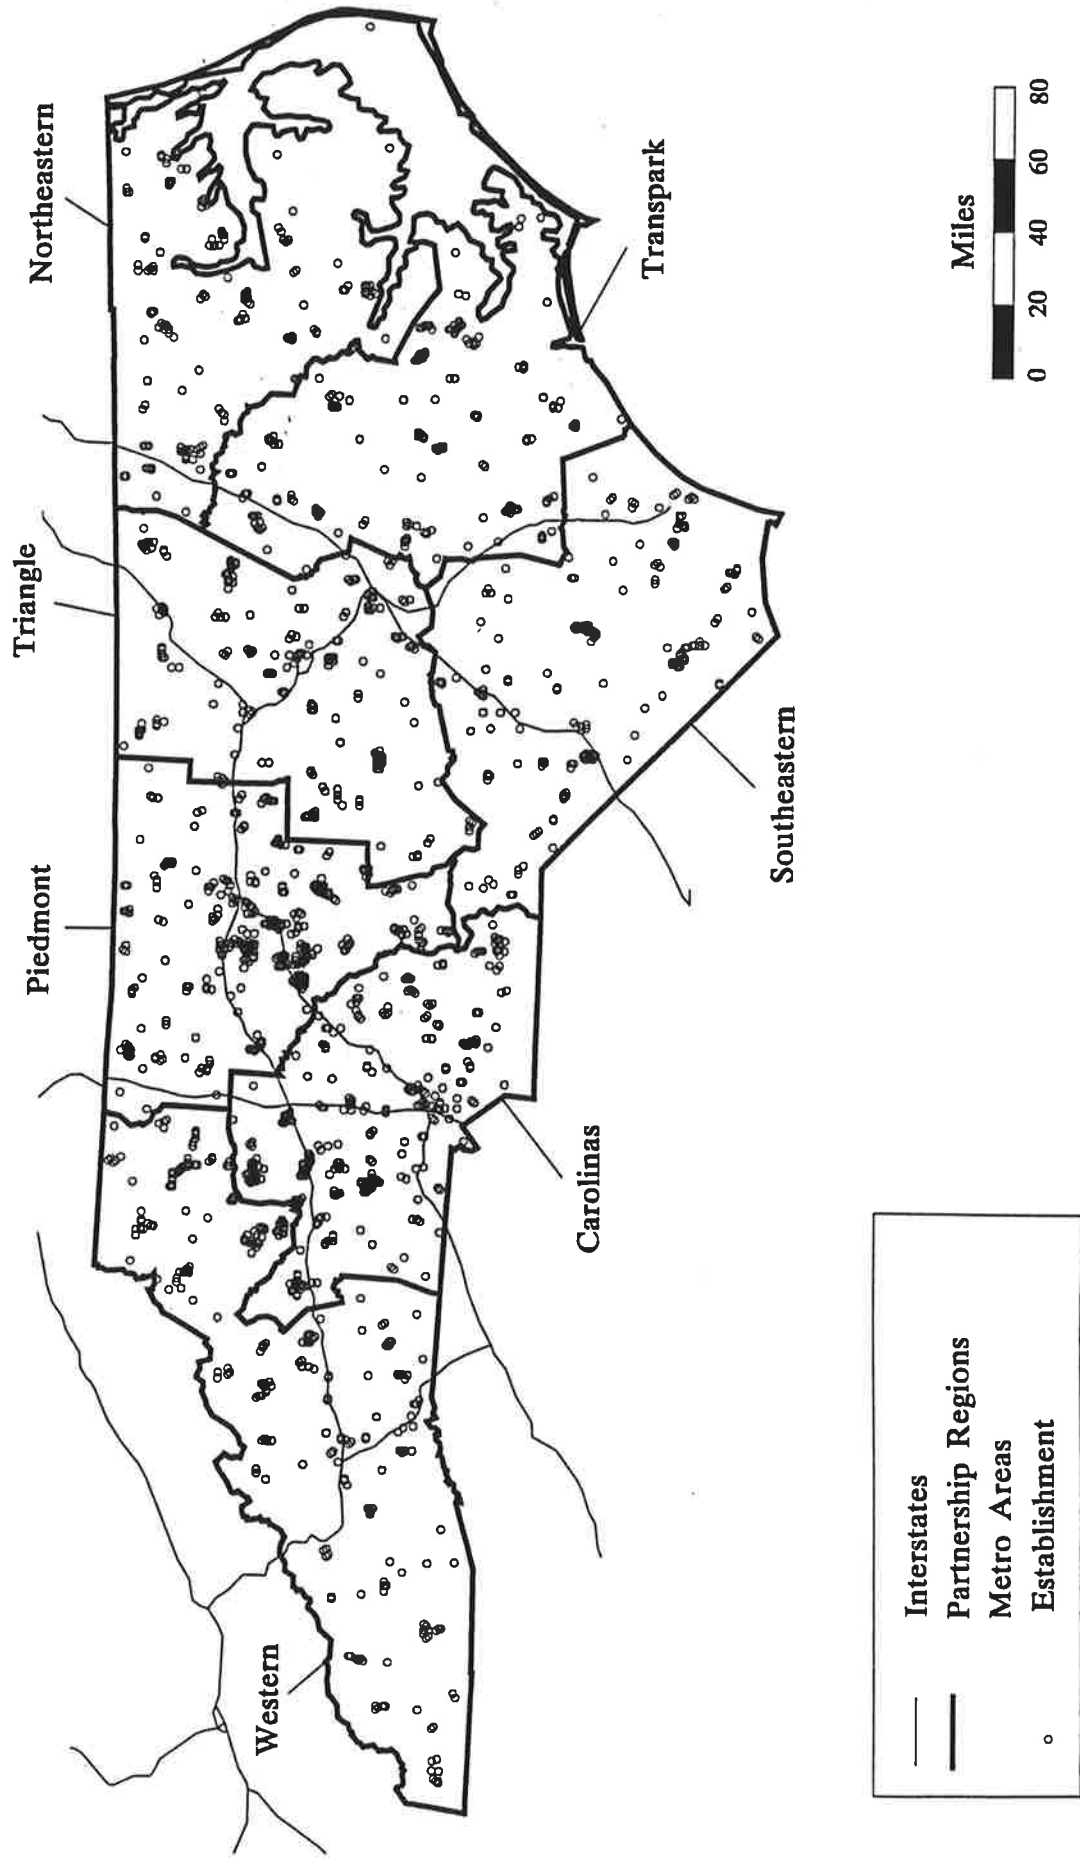 Western
Piedmont
Triangle
Northeastern
Carolinas
Southeastern
Transpark
Interstates
Partnership Regions
Metro Areas
Establishment
Miles
0 20 40 60 80